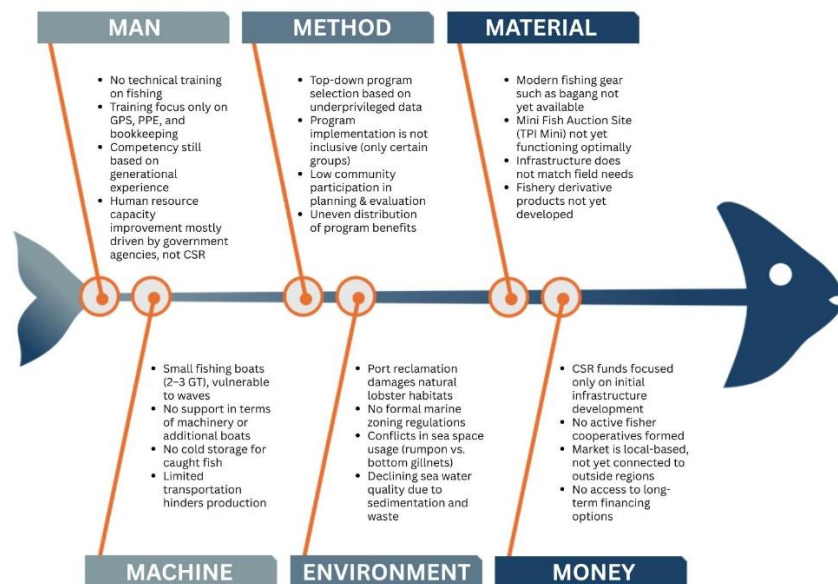 MAN
METHOD
MATERIAL
• No technical training
on fishing
• Training focus only on
GPS, PPE, and
bookkeeping
• Competency still
based on
generational
experience
• Human resource
capacity
improvement mostly
driven by government
agencies, not CSR
• Top-down program
selection based on
underprivileged data
• Program
implementation is not
inclusive (only certain
groups)
• Low community
participation in
planning & evaluation
• Uneven distribution
of program benefits
• Modern fishing gear
such as bagang not
yet available
• Mini Fish Auction Site
(TPI Mini) not yet
functioning optimally
• Infrastructure does
not match field needs
• Fishery derivative
products not yet
developed
• Small fishing boats
(2–3 GT), vulnerable
to waves
• No support in terms
of machinery or
additional boats
• No cold storage for
caught fish
• Limited
transportation
hinders production
• Port reclamation
damages natural
lobster habitats
• No formal marine
zoning regulations
• Conflicts in sea space
usage (rumpon vs.
bottom gillnets)
• Declining sea water
quality due to
sedimentation and
waste
• CSR funds focused
only on initial
infrastructure
development
• No active fisher
cooperatives formed
• Market is local-based,
not yet connected to
outside regions
• No access to long-
term financing
options
MACHINE
ENVIRONMENT
MONEY